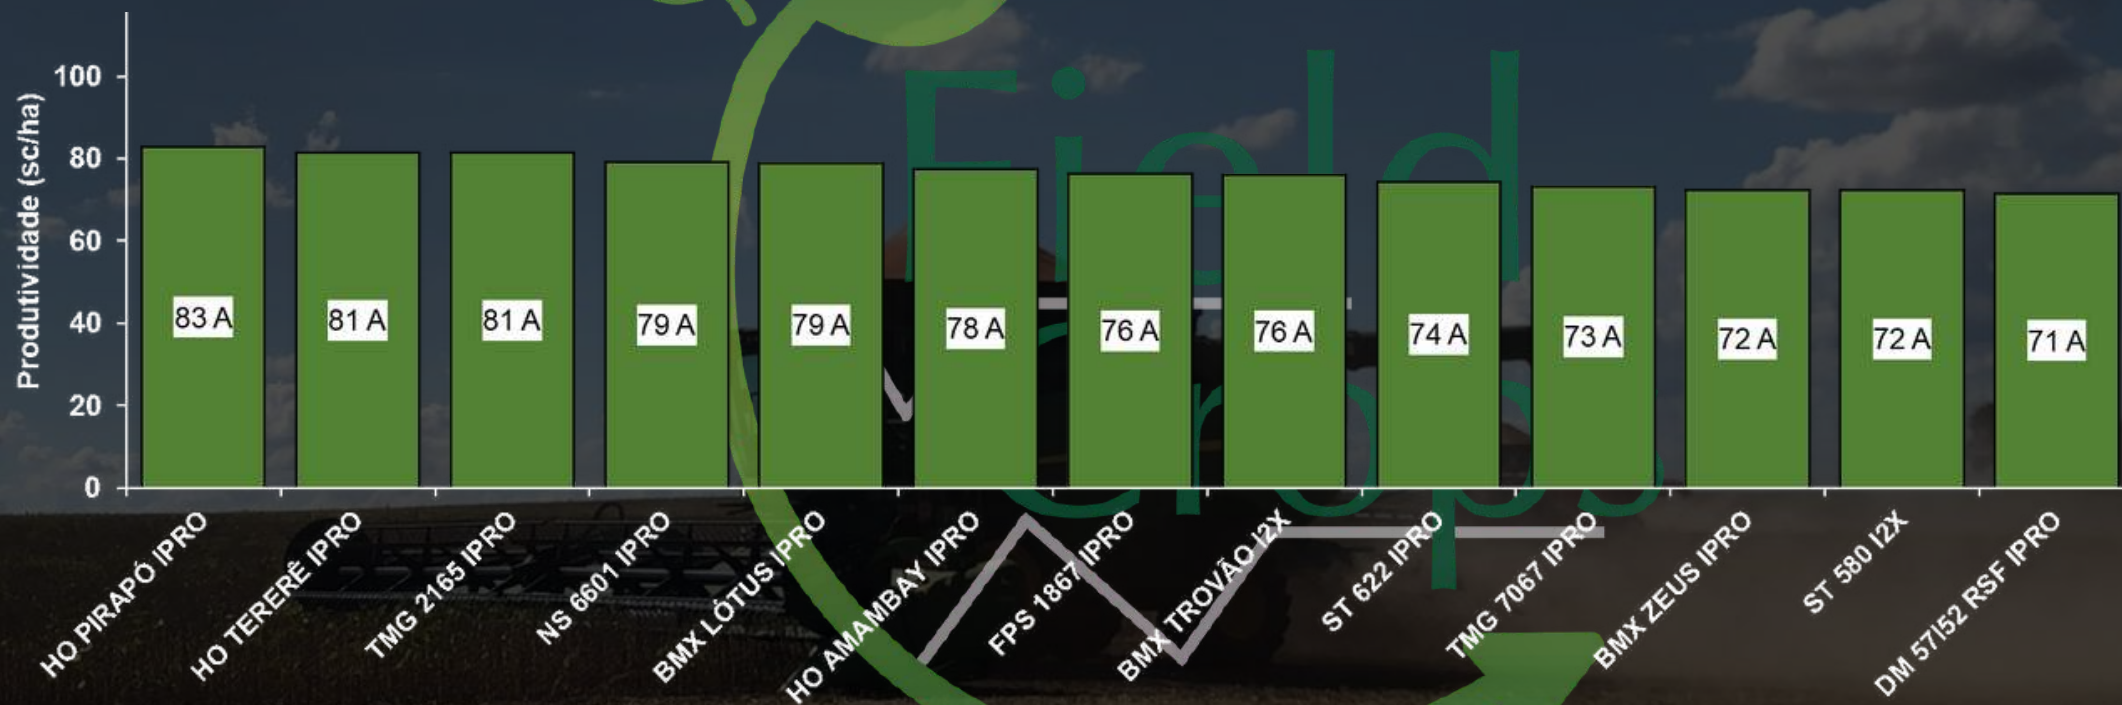 Produtividade (sc/ha)
100
80
60
40
20
0
83 A
81 A
81 A
79 A
79 A
78 A
76 A
76 A
74 A
73 A
72 A
72 A
71 A
HO PIRAPÓ IPRO
HO TERERÊ IPRO
TMG 2165 IPRO
NS 6601 IPRO
BMX LÓTUS IPRO
HO AMAMBAY IPRO
FPS 1867 IPRO
BMX TROVÃO I2X
ST 622 IPRO
TMG 7067 IPRO
BMX ZEUS IPRO
ST 580 I2X
DM 57I52 RSF IPRO
Field
Crops